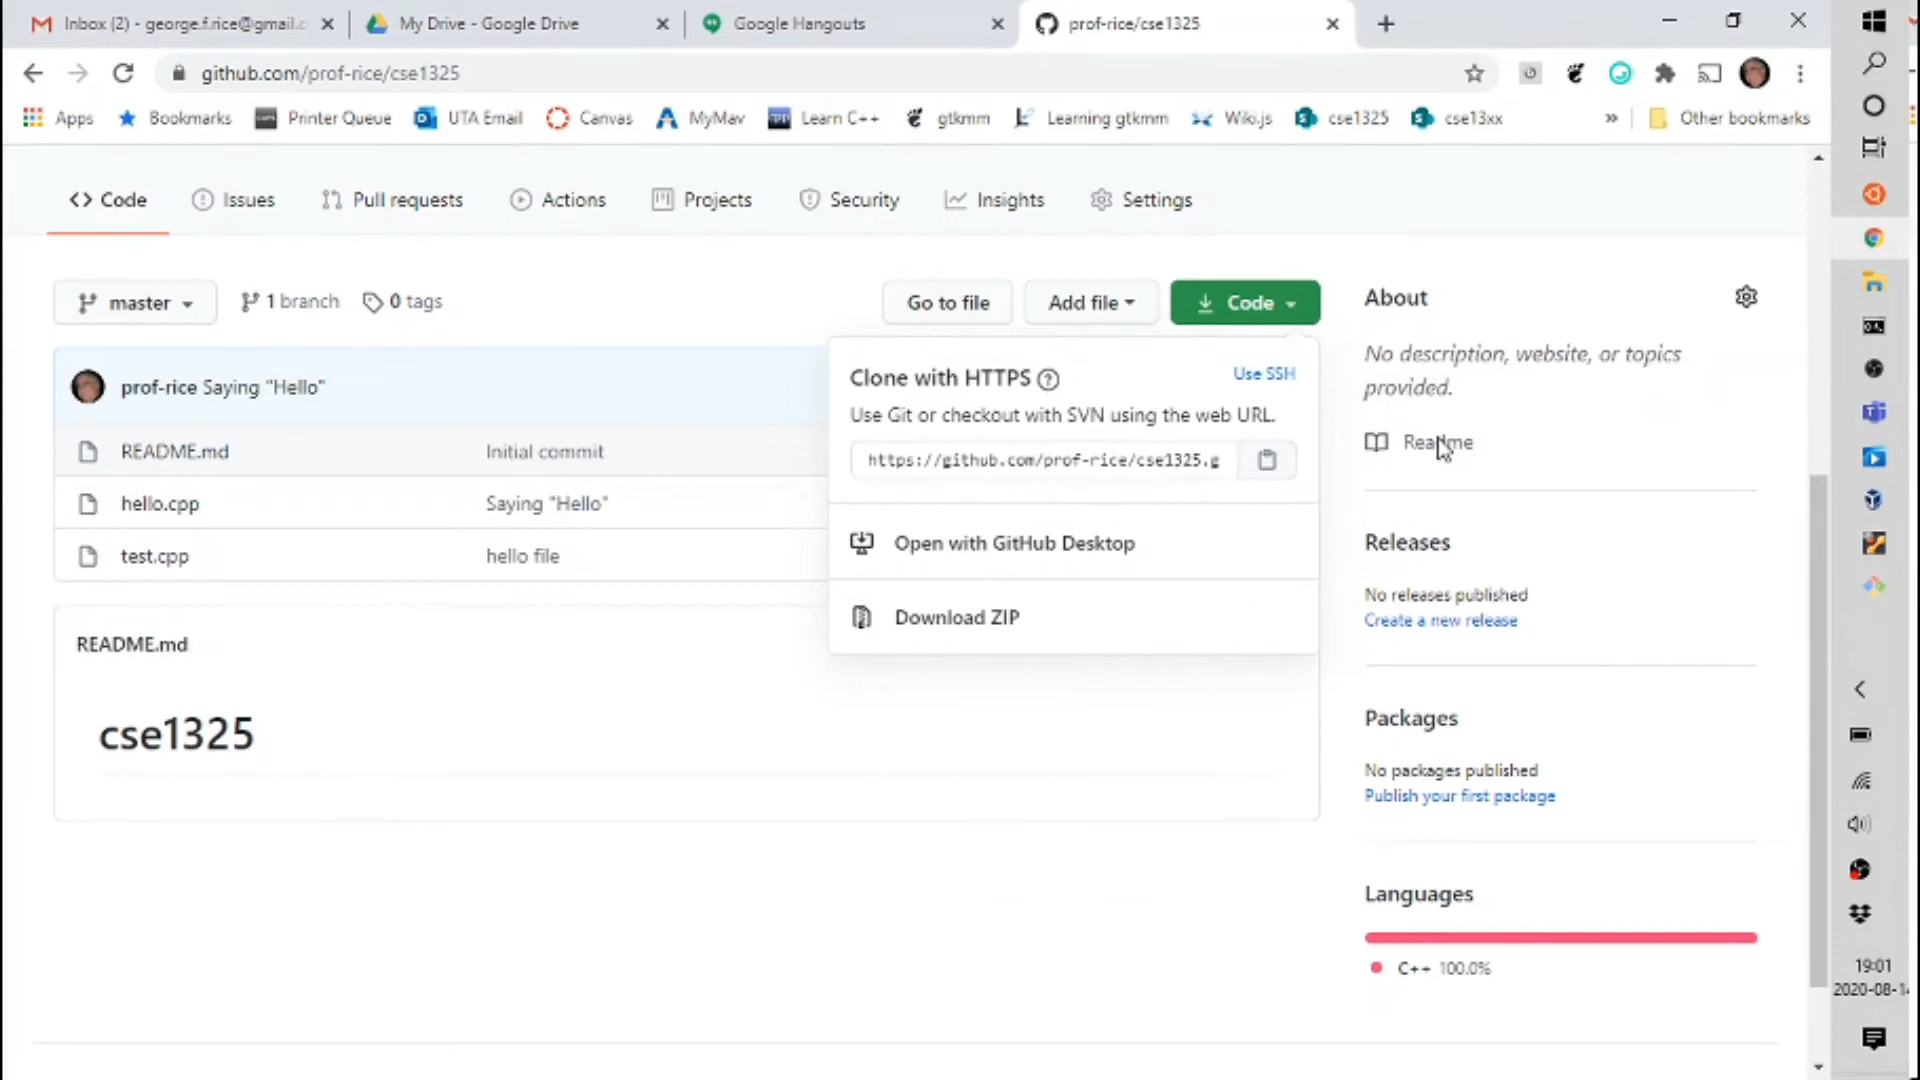 Inbox (2) - george.f.rice@gmail.c
My Drive - Google Drive
Google Hangouts
prof-rice/cse1325
github.com/prof-rice/cse1325
Apps
Bookmarks
Printer Queue
UTA Email
Canvas
MyMav
Learn C++
gtkmm
Learning gtkmm
Wiki.js
cse1325
cse13xx
»
Other bookmarks
Code
Issues
Pull requests
Actions
Projects
Security
Insights
Settings
master
1 branch
0 tags
Go to file
Add file
Code
prof-rice Saying "Hello"
README.md
Initial commit
hello.cpp
Saying "Hello"
test.cpp
hello file
Clone with HTTPS
Use SSH
Use Git or checkout with SVN using the web URL.
https://github.com/prof-rice/cse1325.g
Open with GitHub Desktop
Download ZIP
README.md
cse1325
About
No description, website, or topics
provided.
Readme
Releases
No releases published
Create a new release
Packages
No packages published
Publish your first package
Languages
C++ 100.0%
19:01
2020-08-14